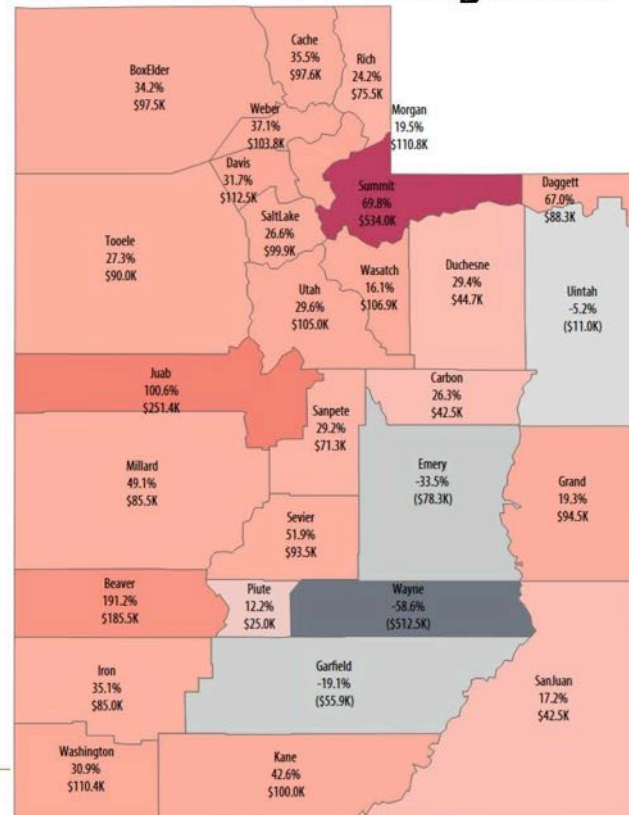 Cache
35.5%
$97.6K
Rich
24.2%
$75.5K
BoxElder
34.2%
$97.5K
Weber
37.1%
$103.8K
Morgan
19.5%
$110.8K
Davis
31.7%
$112.5K
Summit
69.8%
$534.0K
Daggett
67.0%
$88.3K
SaltLake
26.6%
$99.9K
Tooele
27.3%
$90.0K
Wasatch
16.1%
$106.9K
Duchesne
29.4%
$44.7K
Uintah
-5.2%
($11.0K)
Utah
29.6%
$105.0K
Juab
100.6%
$251.4K
Carbon
26.3%
$42.5K
Sanpete
29.2%
$71.3K
Millard
49.1%
$85.5K
Emery
-33.5%
($78.3K)
Grand
19.3%
$94.5K
Sevier
51.9%
$93.5K
Beaver
191.2%
$185.5K
Piute
12.2%
$25.0K
Wayne
-58.6%
($512.5K)
Iron
35.1%
$85.0K
Garfield
-19.1%
($55.9K)
SanJuan
17.2%
$42.5K
Washington
30.9%
$110.4K
Kane
42.6%
$100.0K